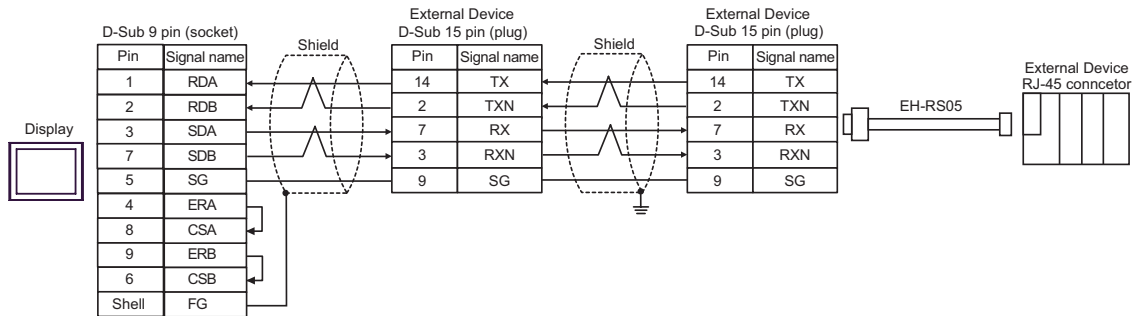 Display
D-Sub 9 pin (socket)
Pin Signal name
1 RDA
2 RDB
3 SDA
7 SDB
5 SG
4 ERA
8 CSA
9 ERB
6 CSB
Shell FG
Shield
External Device
D-Sub 15 pin (plug)
Pin Signal name
14 TX
2 TXN
7 RX
3 RXN
9 SG
Shield
External Device
D-Sub 15 pin (plug)
Pin Signal name
14 TX
2 TXN
7 RX
3 RXN
9 SG
EH-RS05
External Device
RJ-45 conncetor